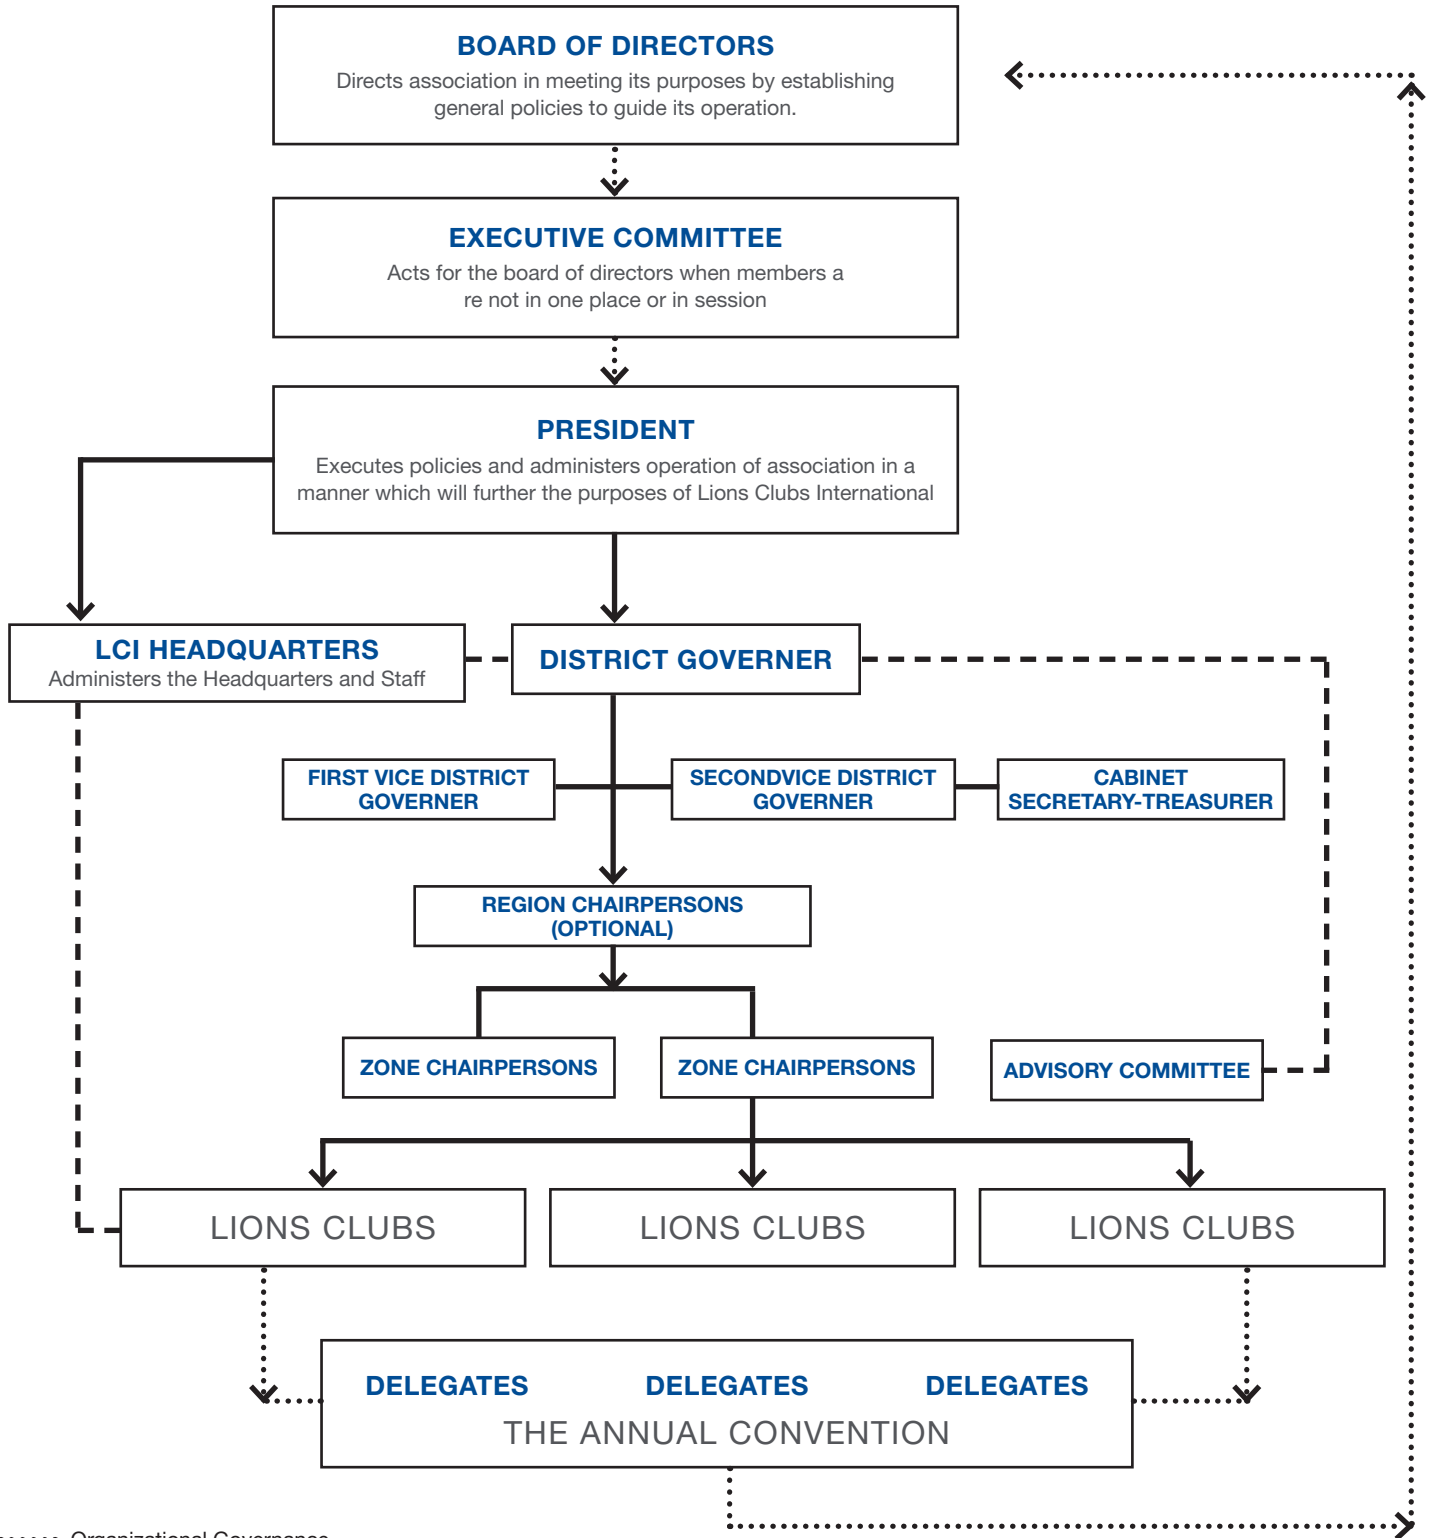 BOARD OF DIRECTORS
Directs association in meeting its purposes by establishing
general policies to guide its operation.
EXECUTIVE COMMITTEE
Acts for the board of directors when members a
re not in one place or in session
PRESIDENT
Executes policies and administers operation of association in a
manner which will further the purposes of Lions Clubs International
LCI HEADQUARTERS
Administers the Headquarters and Staff
DISTRICT GOVERNER
FIRST VICE DISTRICT
GOVERNER
SECONDVICE DISTRICT
GOVERNER
CABINET
SECRETARY-TREASURER
REGION CHAIRPERSONS
(OPTIONAL)
ZONE CHAIRPERSONS
ZONE CHAIRPERSONS
ADVISORY COMMITTEE
LIONS CLUBS
LIONS CLUBS
LIONS CLUBS
DELEGATES
DELEGATES
DELEGATES
THE ANNUAL CONVENTION
Organizational Governance